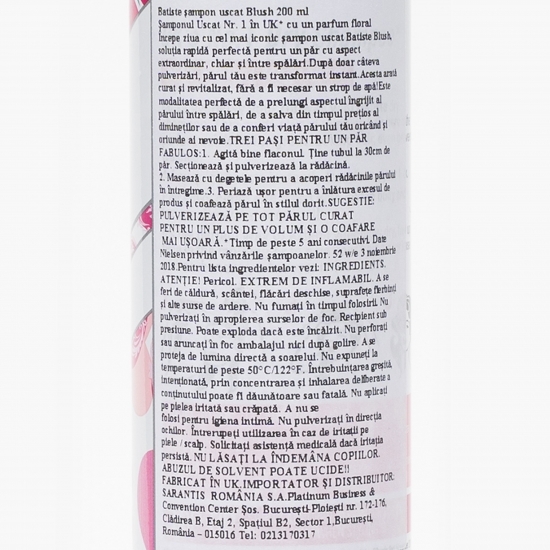 Batiste șampon uscat Blush 200 ml
Șamponul Uscat Nr. 1 în UK* cu un parfum floral
Începe ziua cu cel mai iconic șampon uscat Batiste Blush,
soluția rapidă perfectă pentru un păr cu aspect
extraordinar, chiar și între spălări.După doar câteva
pulverizări, părul tău este transformat instant.Acesta arată
curat și revitalizat, fără a fi necesar un strop de apă!Este
modalitatea perfectă de a prelungi aspectul îngrijit al
părului între spălări, de a salva din timpul prețios al
dimineților sau de a conferi viață părului tău oricând și
oriunde ai nevoie.TREI PAȘI PENTRU UN PĂR
FABULOS:1. Agită bine flaconul. Ține tubul la 30cm de
păr. Secționează și pulverizează la rădăcină.
2. Masează cu degetele pentru a acoperi rădăcinile părului
în întregime.3. Periază ușor pentru a înlătura excesul de
produs și coafează părul în stilul dorit.SUGESTIE:
PULVERIZEAZĂ PE TOT PĂRUL CURAT
PENTRU UN PLUS DE VOLUM ȘI O COAFARE
MAI UȘOARĂ.*Timp de peste 5 ani consecutivi. Date
Nielsen privind vânzările șampoanelor. 52 w/e 3 noiembrie
2018.Pentru lista ingredientelor vezi: INGREDIENTS.
ATENȚIE! Pericol. EXTREM DE INFLAMABIL. A se
feri de căldură, scântei, flăcări deschise, suprafețe fierbinți
și alte surse de ardere. Nu fumați în timpul folosirii. Nu
pulverizați în apropierea surselor de foc. Recipient sub
presiune. Poate exploda dacă este încălzit. Nu perforați
sau aruncați în foc ambalajul nici după golire. A se
proteja de lumina directă a soarelui. Nu expuneți la
temperaturi de peste 50°C/122°F. Întrebuințarea greșită,
intenționată, prin concentrarea și inhalarea deliberate a
conținutului poate fi dăunătoare sau fatală. Nu aplicați
pe pielea iritată sau crăpată. A nu se
folosi pentru igiena intimă. Nu pulverizați în direcția
ochilor. Întrerupeți utilizarea în caz de iritații pe
piele / scalp. Solicitați asistență medicală dacă iritația
persistă. NU LĂSAȚI LA ÎNDEMÂNA COPIILOR.
ABUZUL DE SOLVENT POATE UCIDE!!
FABRICAT ÎN UK.IMPORTATOR ȘI DISTRIBUITOR:
SARANTIS ROMÂNIA S.A.Platinum Business &
Convention Center Șos. București-Ploiești nr. 172-176,
Clădirea B, Etaj 2, Spațiul B2, Sector 1,București,
România - 015016 Tel: 0213170317